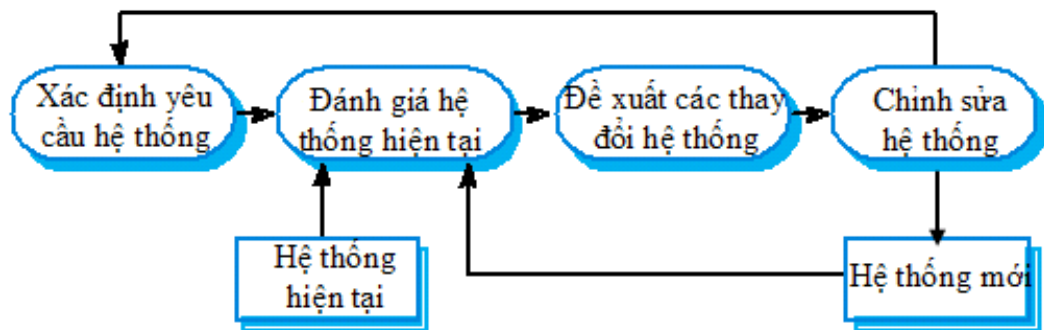 Xác định yêu
cầu hệ thống
Đánh giá hệ
thống hiện tại
Đề xuất các thay
đổi hệ thống
Chỉnh sửa
hệ thống
Hệ thống
hiện tại
Hệ thống mới